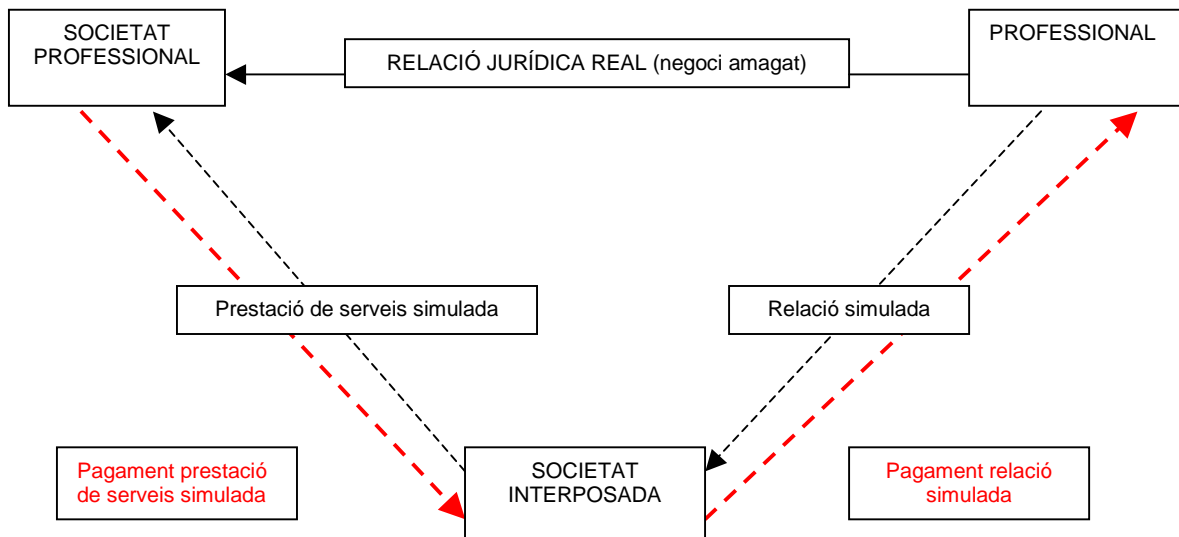 SOCIETAT
PROFESSIONAL
PROFESSIONAL
RELACIÓ JURÍDICA REAL (negoci amagat)
Prestació de serveis simulada
Relació simulada
Pagament prestació
de serveis simulada
SOCIETAT
INTERPOSADA
Pagament relació
simulada